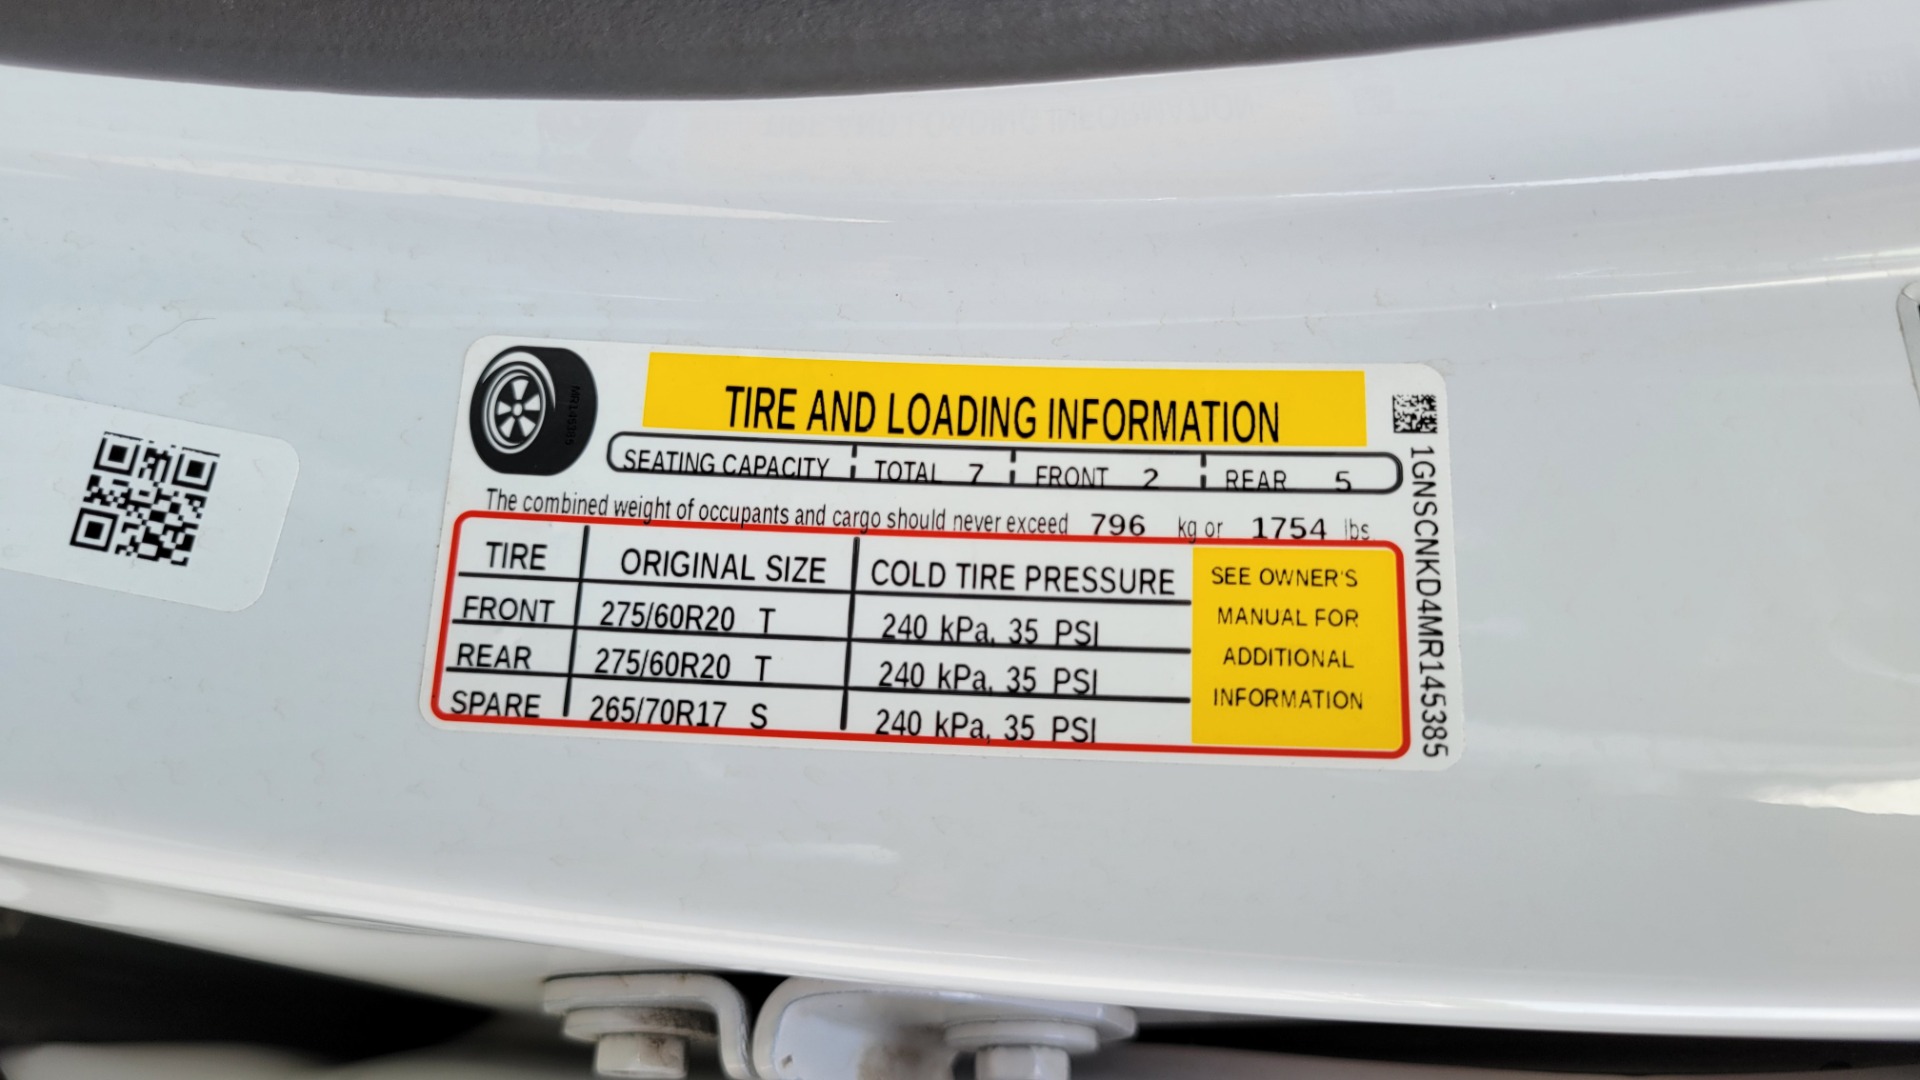 TIRE AND LOADING INFORMATION
SEATING CAPACITY TOTAL 7 FRONT 2 REAR 5
The combined weight of occupants and cargo should never exceed 796 kg or 1754 lbs.
TIRE ORIGINAL SIZE COLD TIRE PRESSURE
FRONT 275/60R20 T 240 kPa, 35 PSI
REAR 275/60R20 T 240 kPa, 35 PSI
SPARE 265/70R17 S 240 kPa, 35 PSI
SEE OWNER'S
MANUAL FOR
ADDITIONAL
INFORMATION
1GNSCNKD4MR145385
MR145385